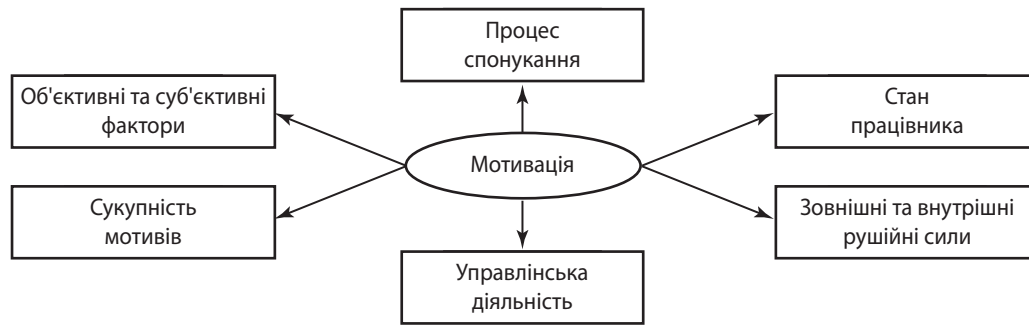 Процес
спонукання
Об'єктивні та суб'єктивні
фактори
Стан
працівника
Мотивація
Сукупність
мотивів
Зовнішні та внутрішні
рушійні сили
Управлінська
діяльність